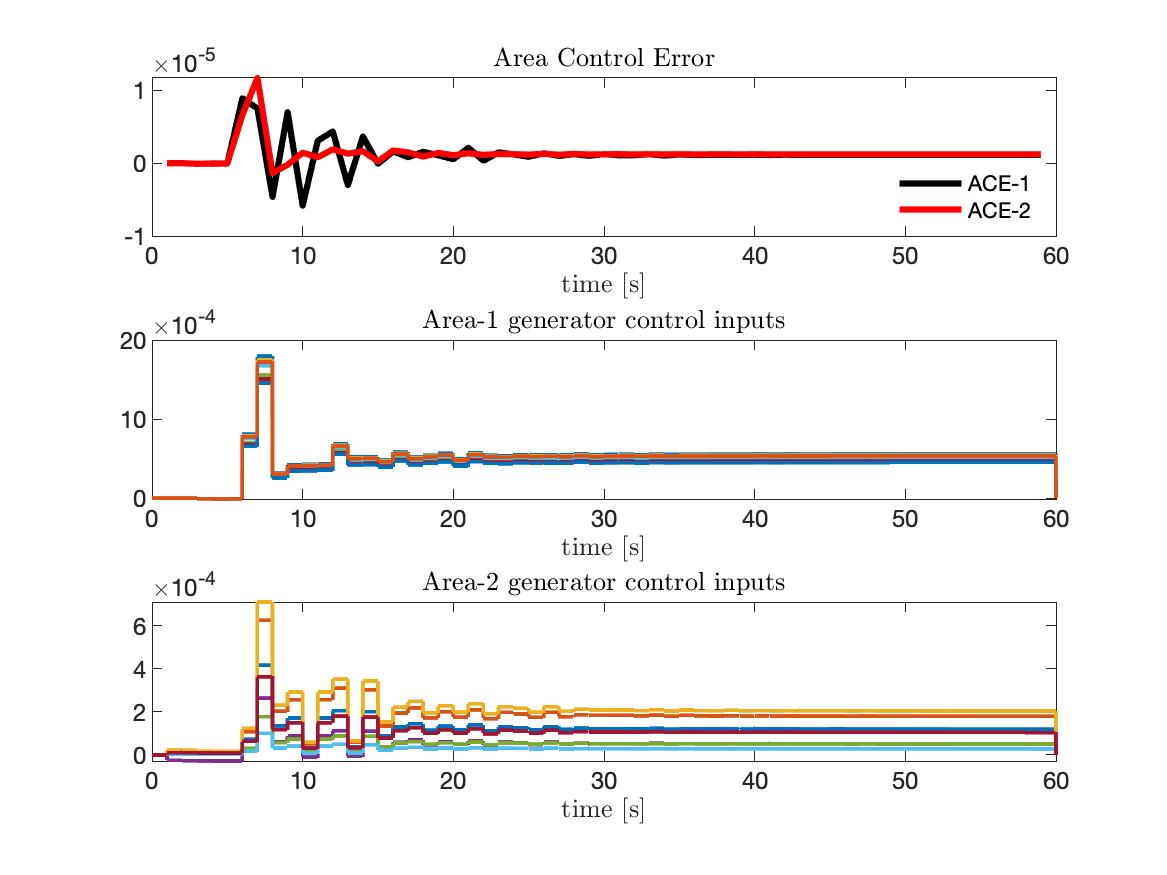 Area Control Error
×10-5
1
0
-1
ACE-1
ACE-2
0 10 20 30 40 50 60
time [s]
Area-1 generator control inputs
×10-4
20
10
0
0 10 20 30 40 50 60
time [s]
Area-2 generator control inputs
×10-4
6
4
2
0
0 10 20 30 40 50 60
time [s]